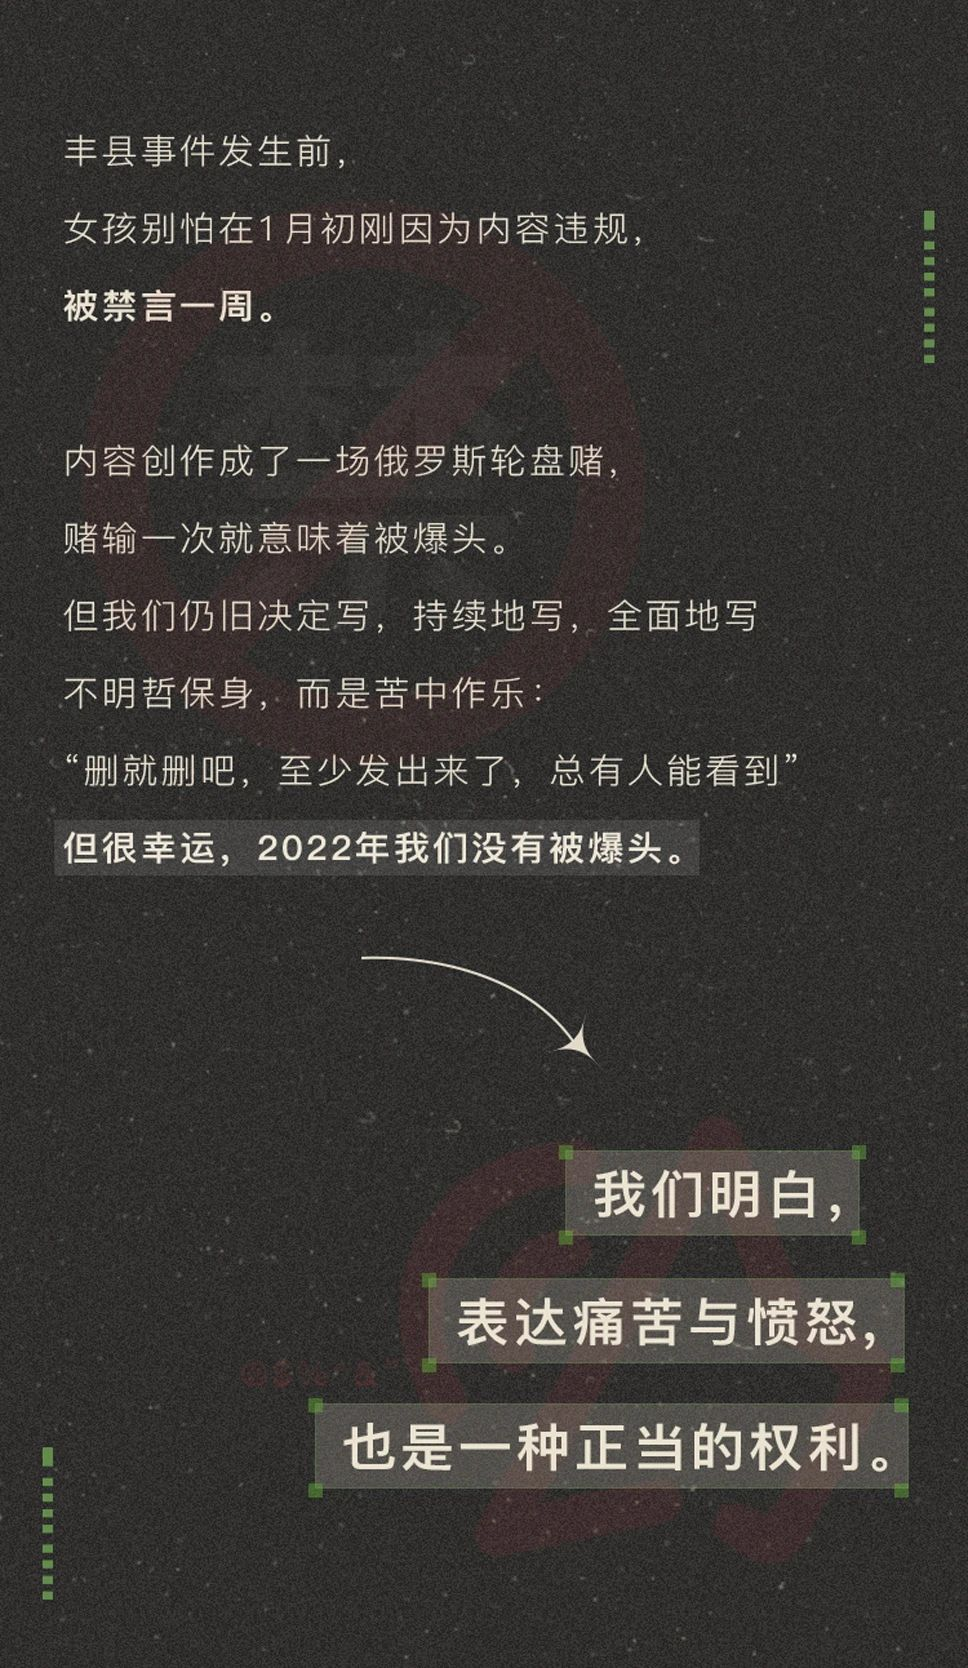 丰县事件发生前，
女孩别怕在1月初刚因为内容违规，
被禁言一周。
内容创作成了一场俄罗斯轮盘赌，
赌输一次就意味着被爆头。
但我们仍旧决定写，持续地写，全面地写
不明哲保身，而是苦中作乐：
“删就删吧，至少发出来了，总有人能看到”
但很幸运，2022年我们没有被爆头。
我们明白，
表达痛苦与愤怒，
也是一种正当的权利。